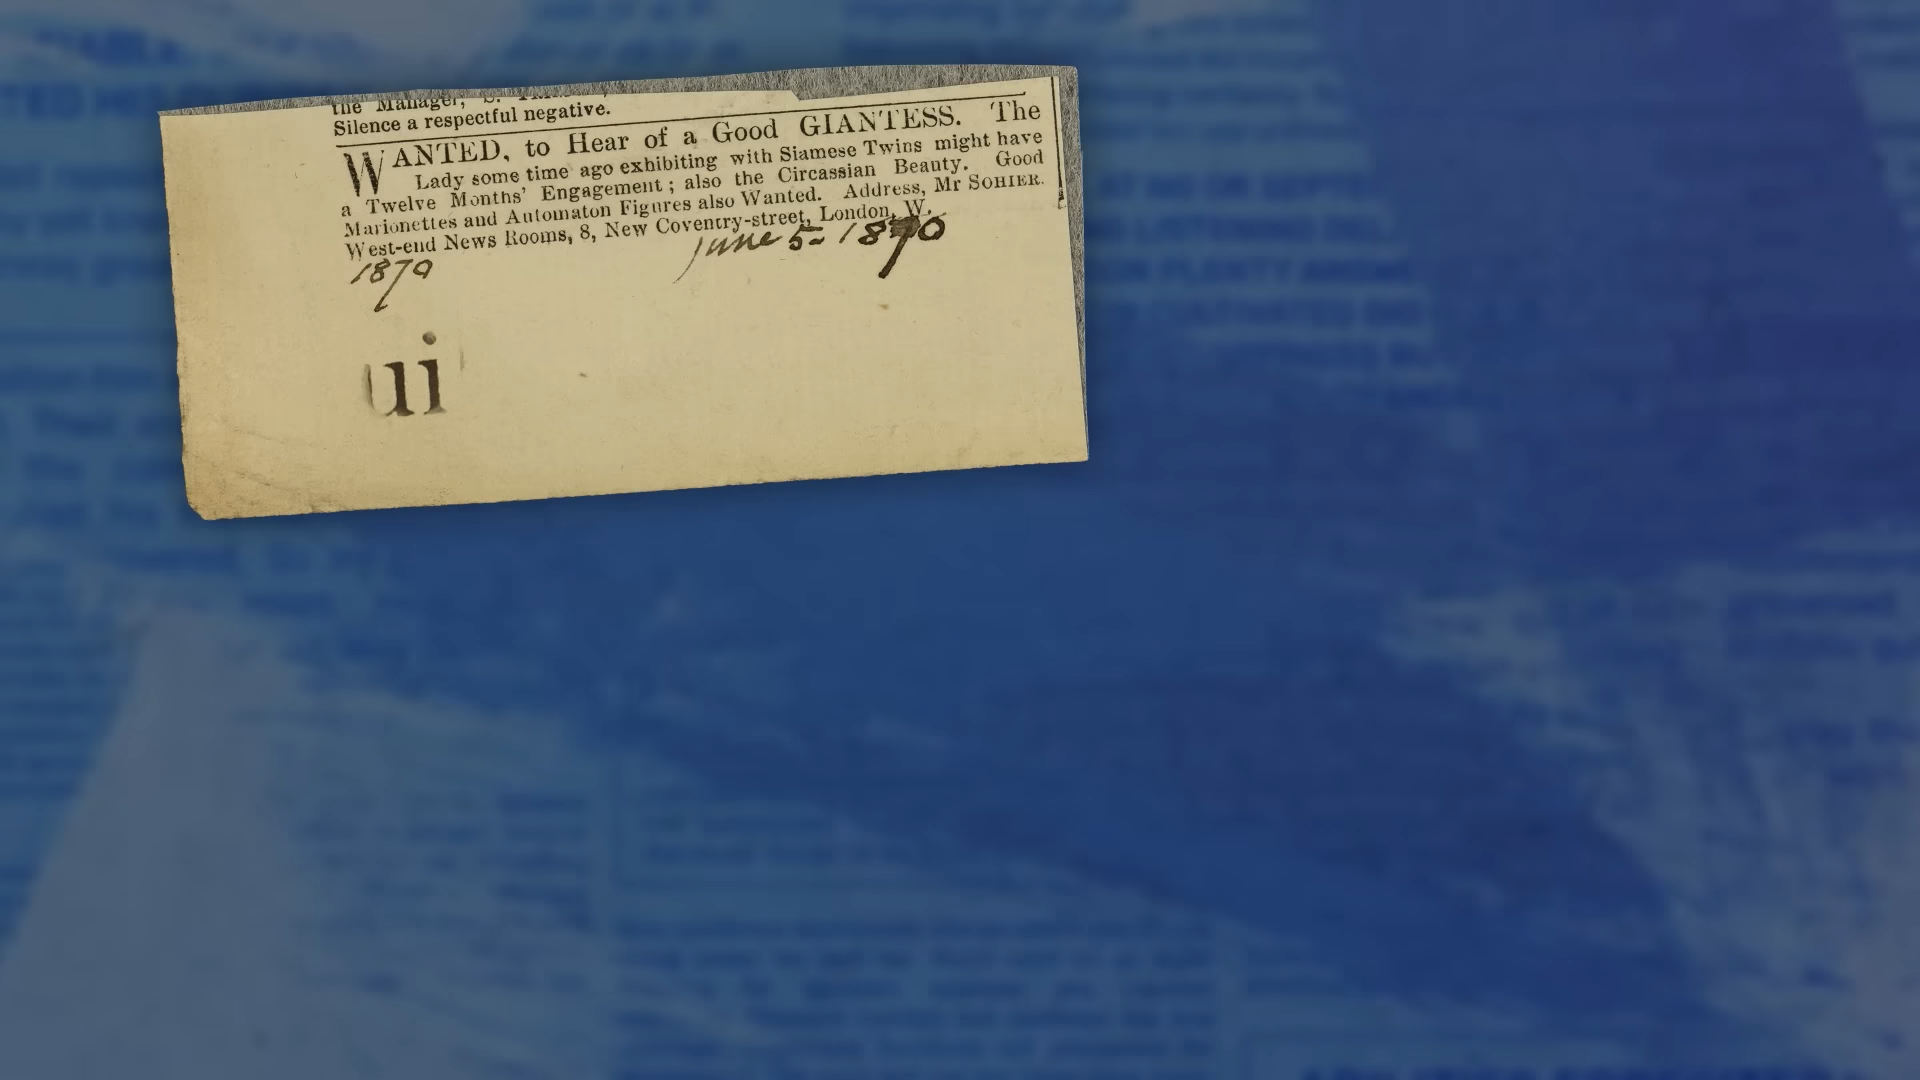 the Manager, S.
Silence a respectful negative.
WANTED, to Hear of a Good GIANTESS. The
Lady some time ago exhibiting with Siamese Twins might have
a Twelve Months' Engagement; also the Circassian Beauty. Good
Marionettes and Automaton Figures also Wanted. Address, Mr SOHIER.
West-end News Rooms, 8, New Coventry-street, London, W.
June 5- 1870
1870
ui